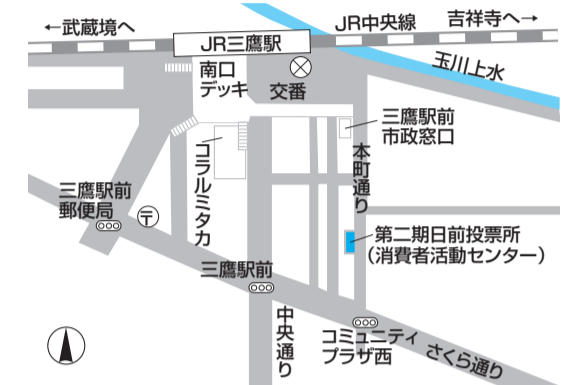 ←武蔵境へ
JR三鷹駅
JR中央線
吉祥寺へ→
南口
デッキ
交番
玉川上水
三鷹駅前
市政窓口
本町通り
コラルミタカ
三鷹駅前
郵便局
〒
第二期日前投票所
(消費者活動センター)
三鷹駅前
中央通り
コミュニティ
プラザ西
さくら通り